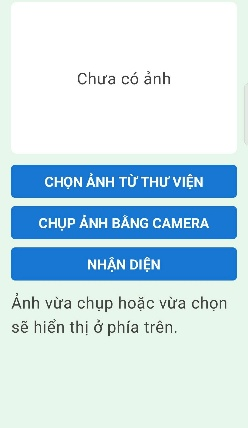 Chưa có ảnh
CHỌN ẢNH TỪ THƯ VIỆN
CHỤP ẢNH BẰNG CAMERA
NHẬN DIỆN
Ảnh vừa chụp hoặc vừa chọn
sẽ hiển thị ở phía trên.